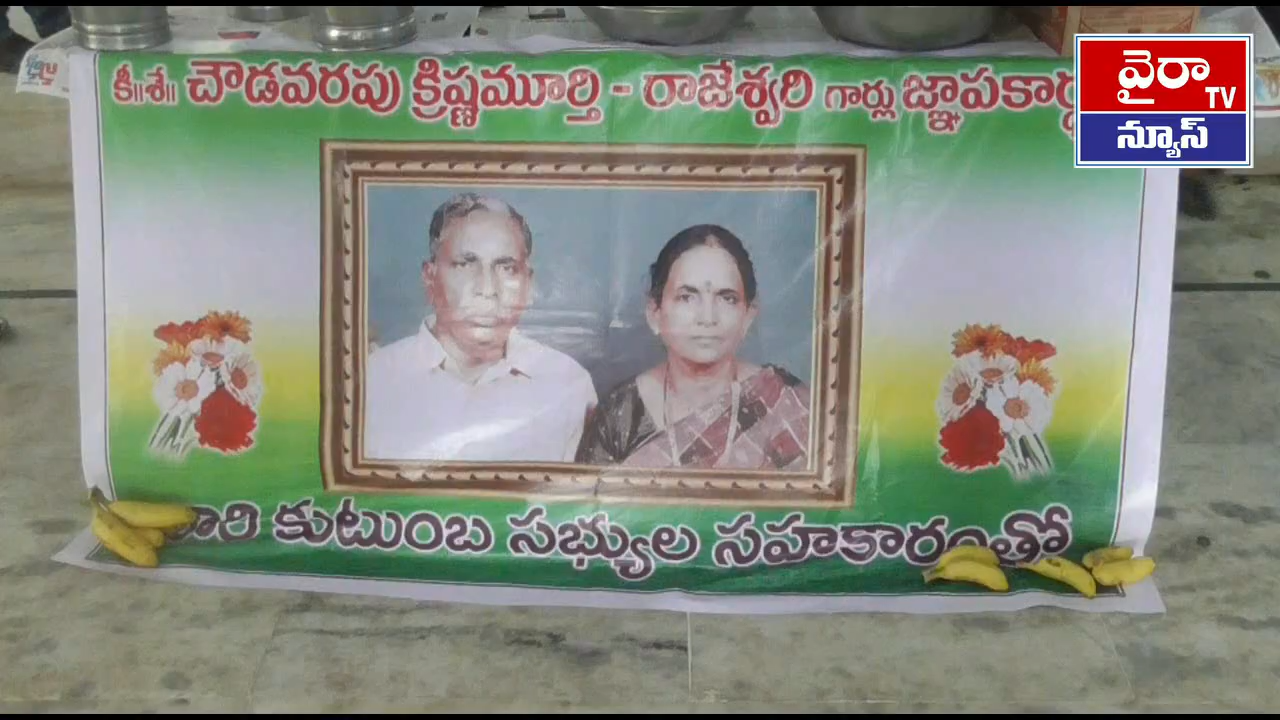 కీ॥శే॥ చౌడవరపు క్రిష్ణమూర్తి - రాజేశ్వరి గార్లు జ్ఞాపకార్థ
కుటుంబ సభ్యుల సహకారంతో
వైరా
TV
న్యూస్